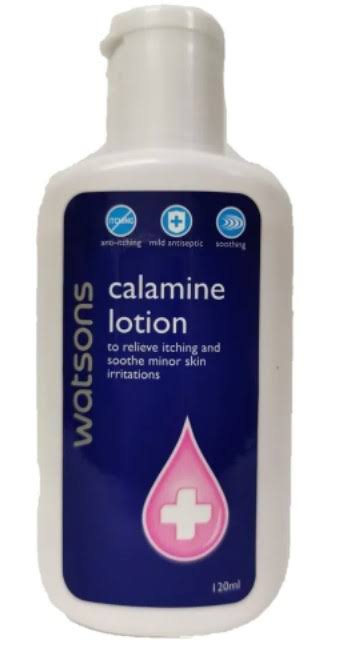 ITCHING
anti-itching mild antiseptic soothing
watsons
calamine
lotion
to relieve itching and
soothe minor skin
irritations
120ml